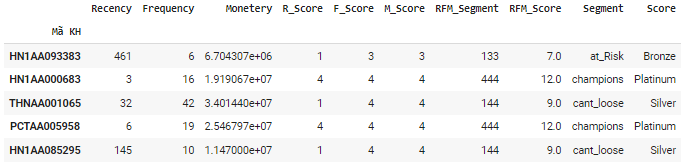 Recency Frequency Monetery R_Score F_Score M_Score RFM_Segment RFM_Score Segment Score
Mã KH
HN1AA093383 461 6 6.704307e+06 1 3 3 133 7.0 at_Risk Bronze
HN1AA000683 3 16 1.919067e+07 4 4 4 444 12.0 champions Platinum
THNAA001065 32 42 3.401440e+07 1 4 4 144 9.0 cant_loose Silver
PCTAA005958 6 19 2.546797e+07 4 4 4 444 12.0 champions Platinum
HN1AA085295 145 10 1.147000e+07 1 4 4 144 9.0 cant_loose Silver